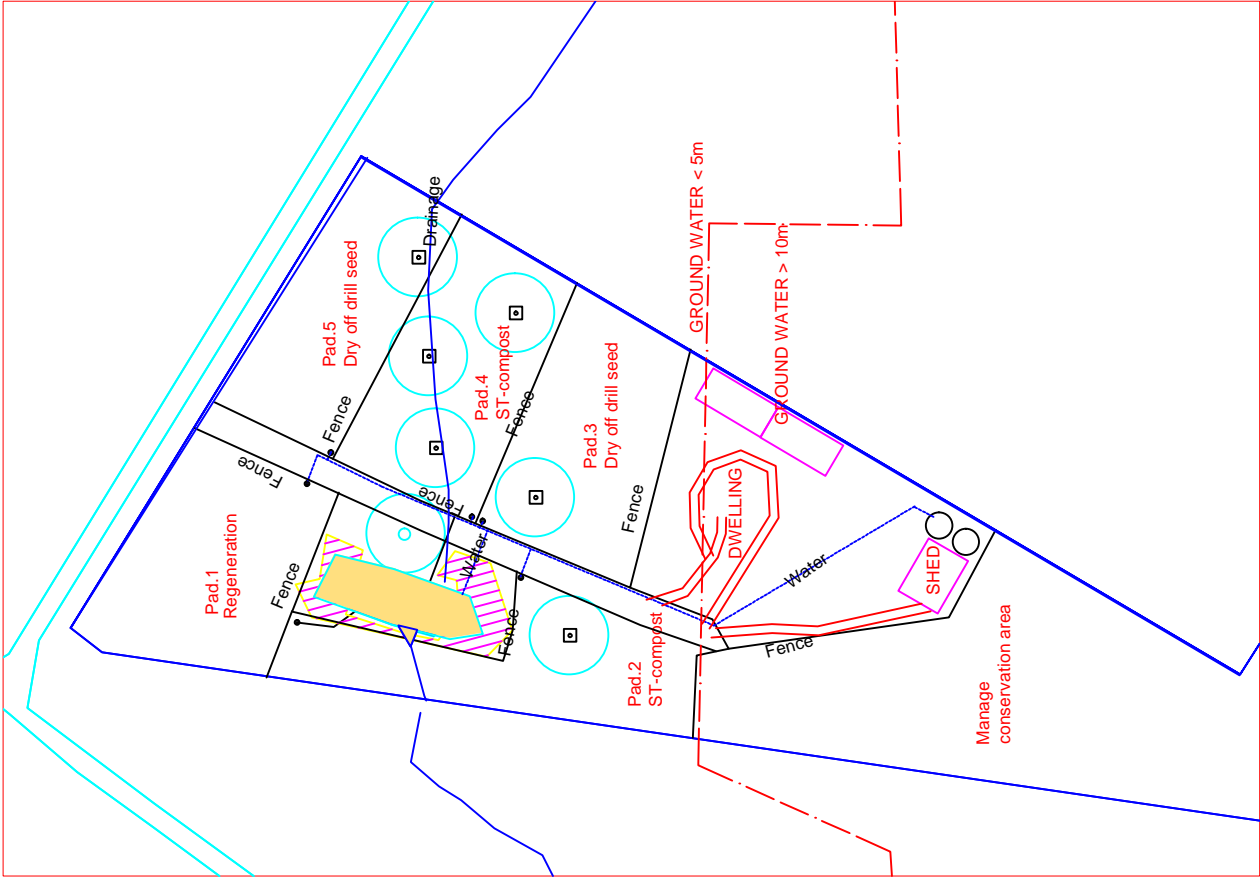 Drainage
GROUND WATER < 5m
GROUND WATER > 10m
Pad.5
Dry off drill seed
Pad.4
ST-compost
Fence
Fence
Pad.3
Dry off drill seed
Fence
Fence
Fence
DWELLING
Pad.1
Regeneration
Fence
Water
Water
SHED
Fence
Pad.2
ST-compost
Fence
Manage
conservation area